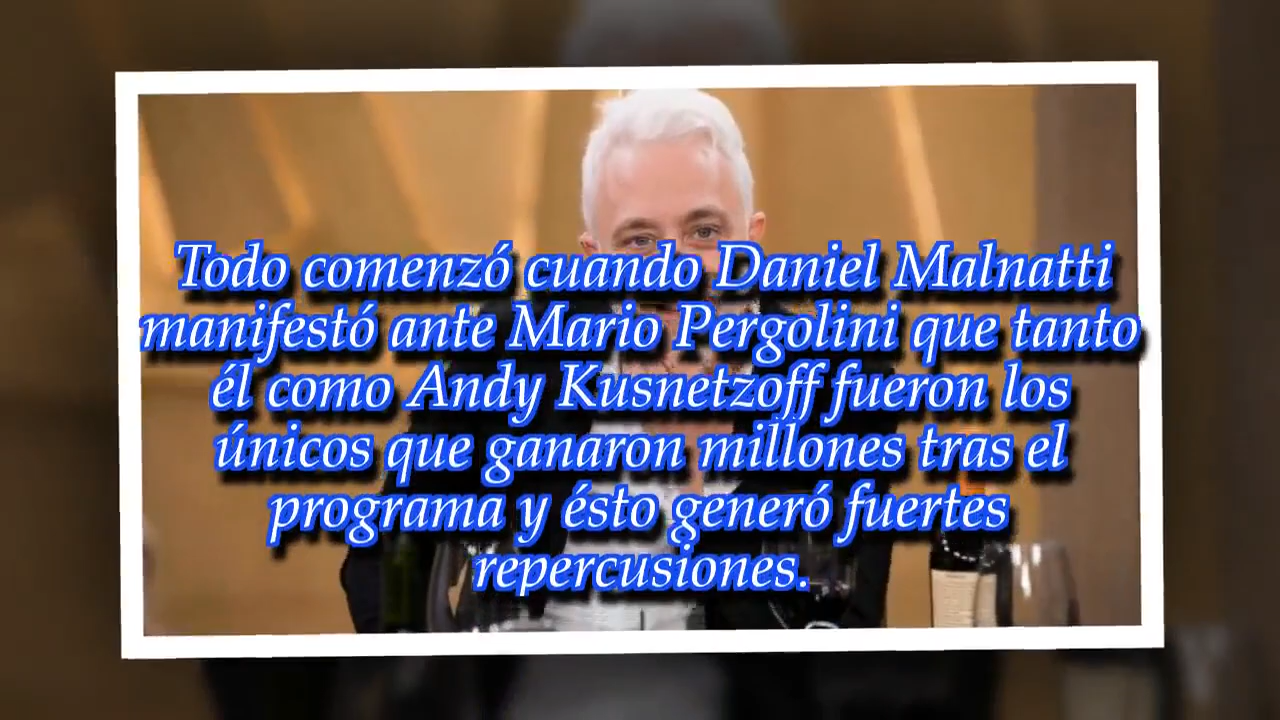 Todo comenzó cuando Daniel Malnatti
manifestó ante Mario Pergolini que tanto
él como Andy Kusnetzoff fueron los
únicos que ganaron millones tras el
programa y ésto generó fuertes
repercusiones.